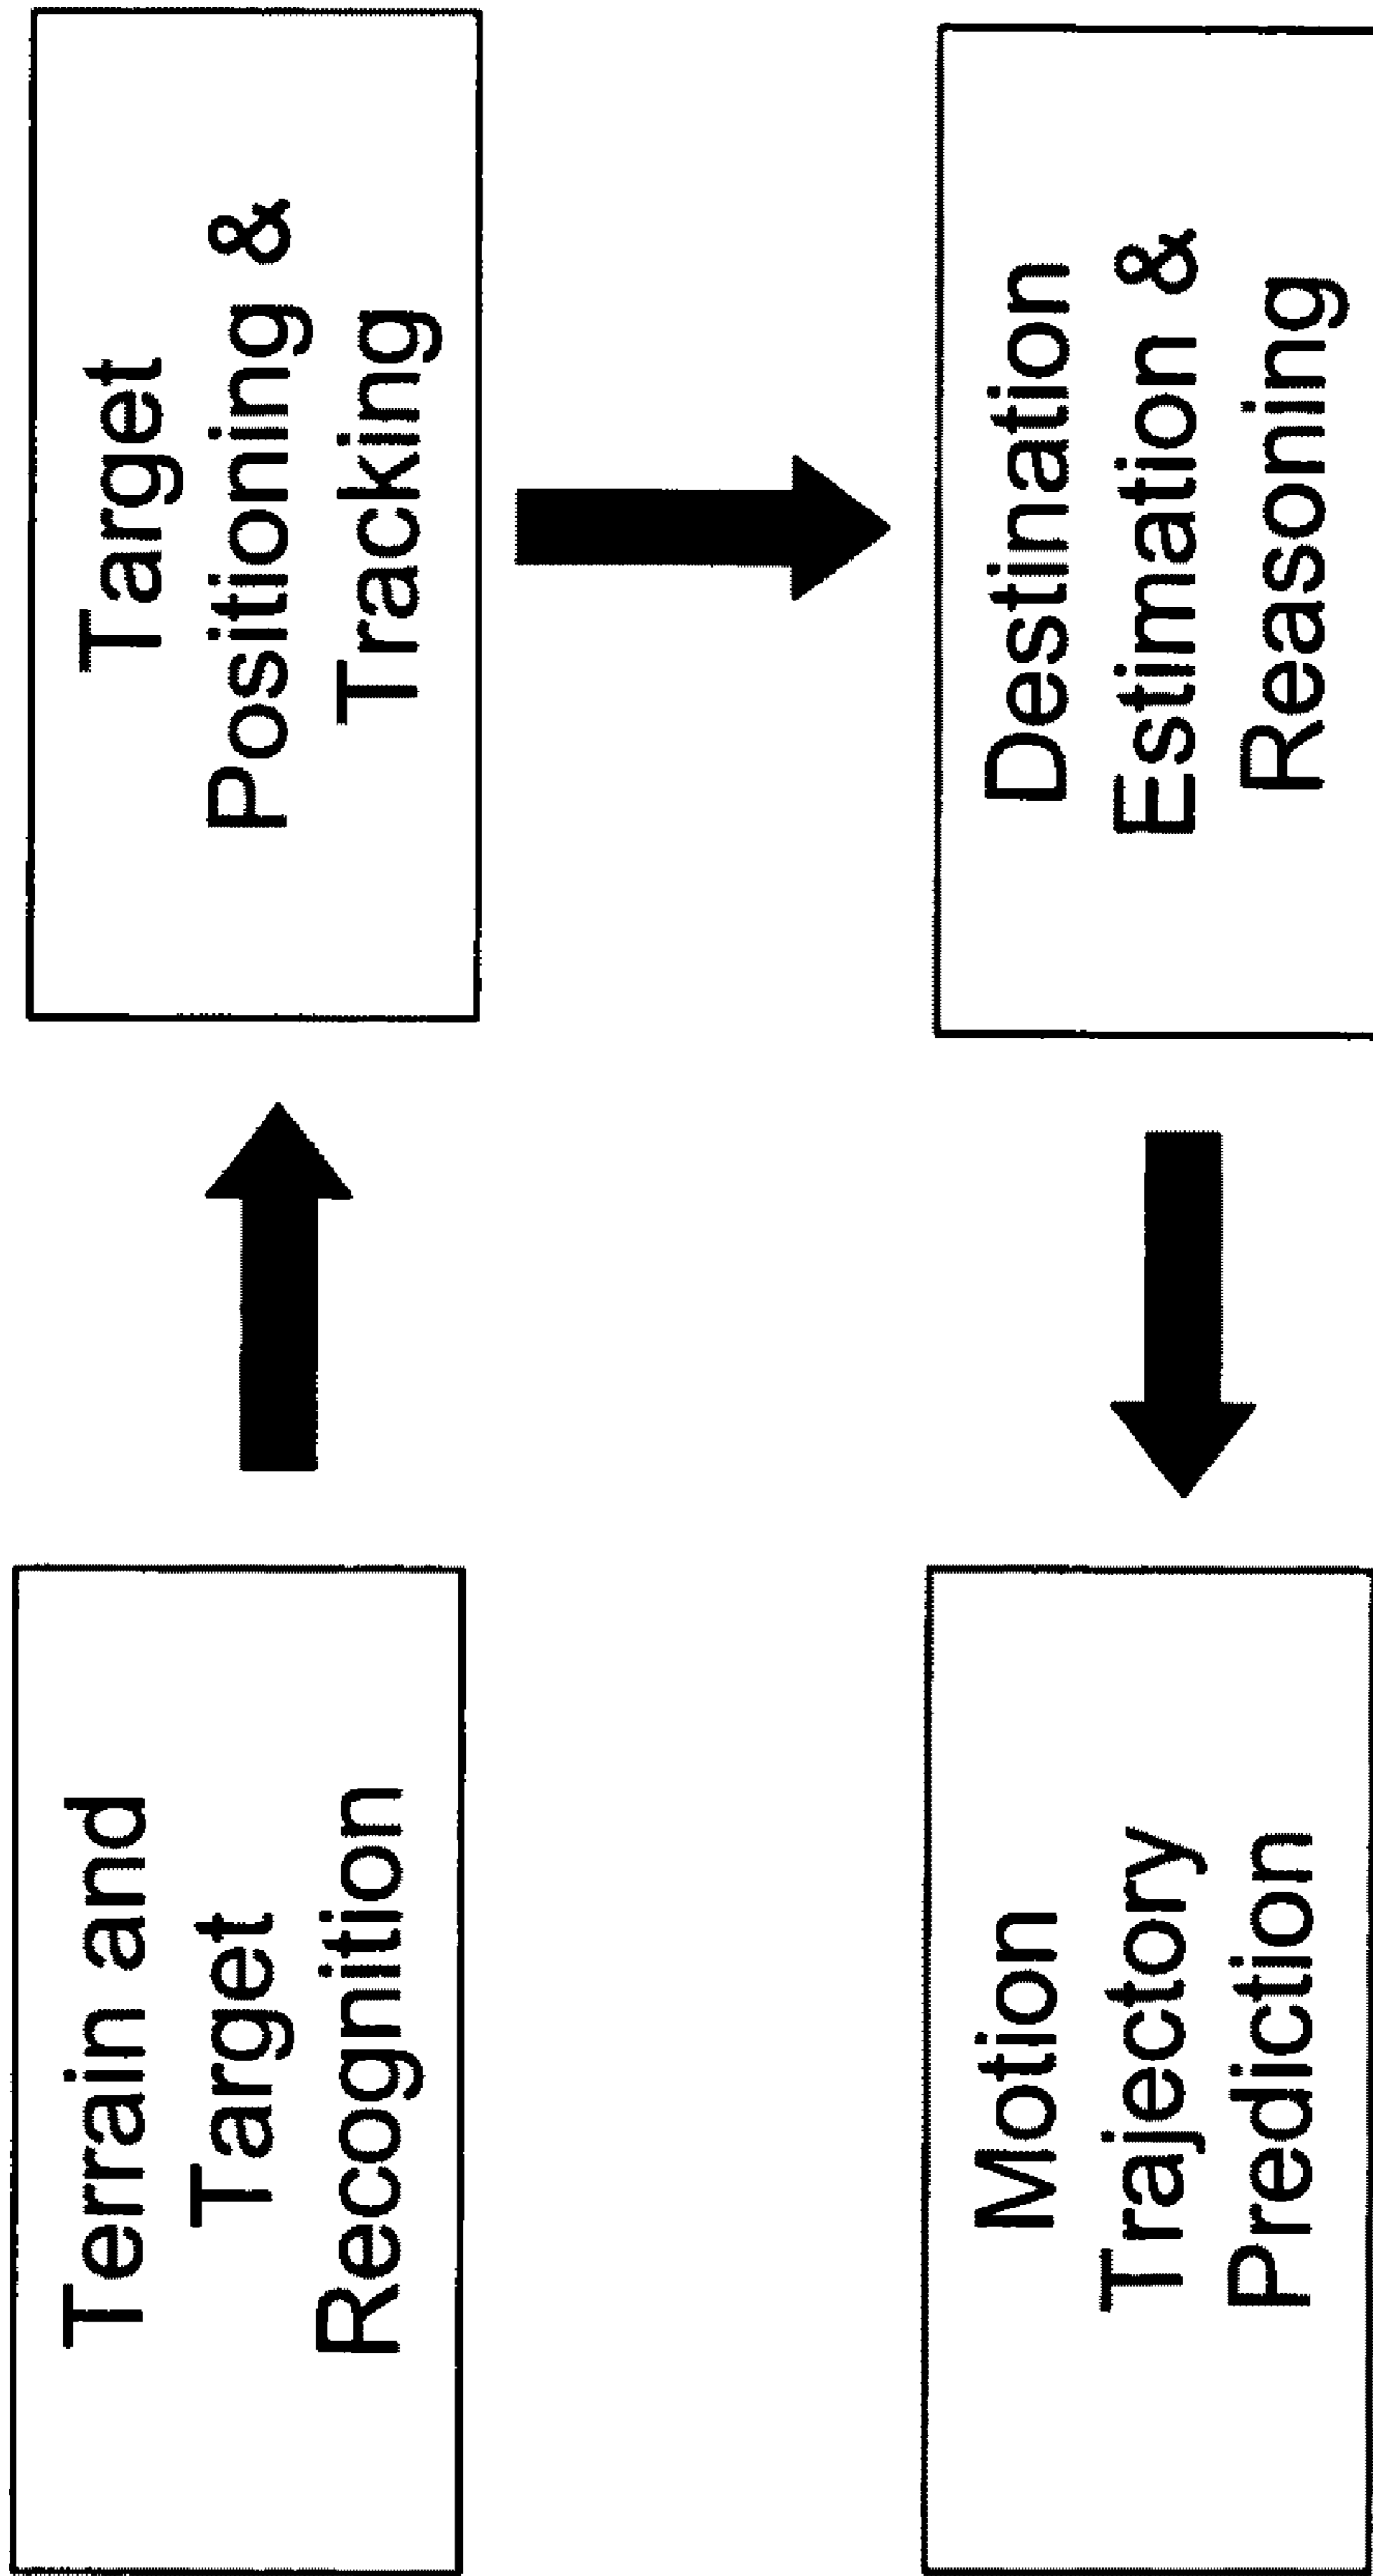 Terrain and
Target
Recognition
Target
Positioning &
Tracking
Destination
Estimation &
Reasoning
Motion
Trajectory
Prediction